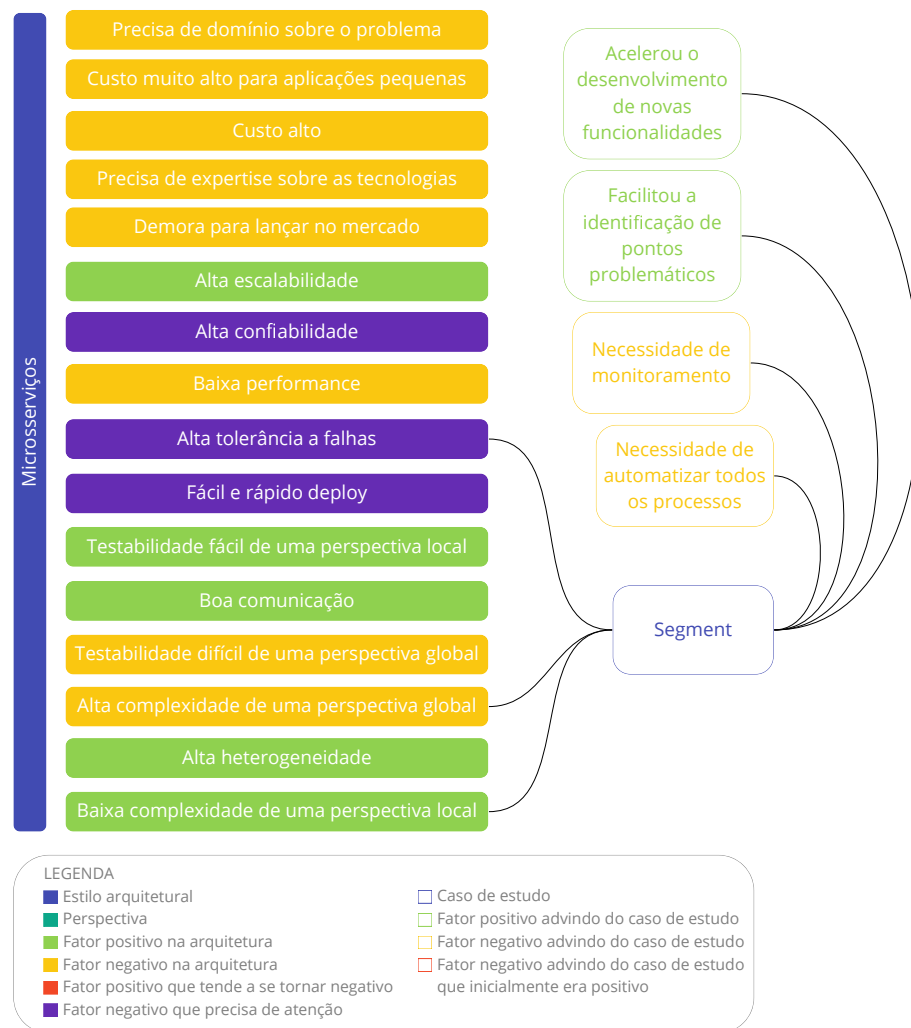 Microsserviços
Precisa de domínio sobre o problema
Custo muito alto para aplicações pequenas
Custo alto
Precisa de expertise sobre as tecnologias
Demora para lançar no mercado
Alta escalabilidade
Alta confiabilidade
Baixa performance
Alta tolerância a falhas
Fácil e rápido deploy
Testabilidade fácil de uma perspectiva local
Boa comunicação
Testabilidade difícil de uma perspectiva global
Alta complexidade de uma perspectiva global
Alta heterogeneidade
Baixa complexidade de uma perspectiva local
Acelerou o
desenvolvimento
de novas
funcionalidades
Facilitou a
identificação de
pontos
problemáticos
Necessidade de
monitoramento
Necessidade de
automatizar todos
os processos
Segment
LEGENDA
Estilo arquitetural
Perspectiva
Fator positivo na arquitetura
Fator negativo na arquitetura
Fator positivo que tende a se tornar negativo
Fator negativo que precisa de atenção
Caso de estudo
Fator positivo advindo do caso de estudo
Fator negativo advindo do caso de estudo
Fator negativo advindo do caso de estudo
que inicialmente era positivo